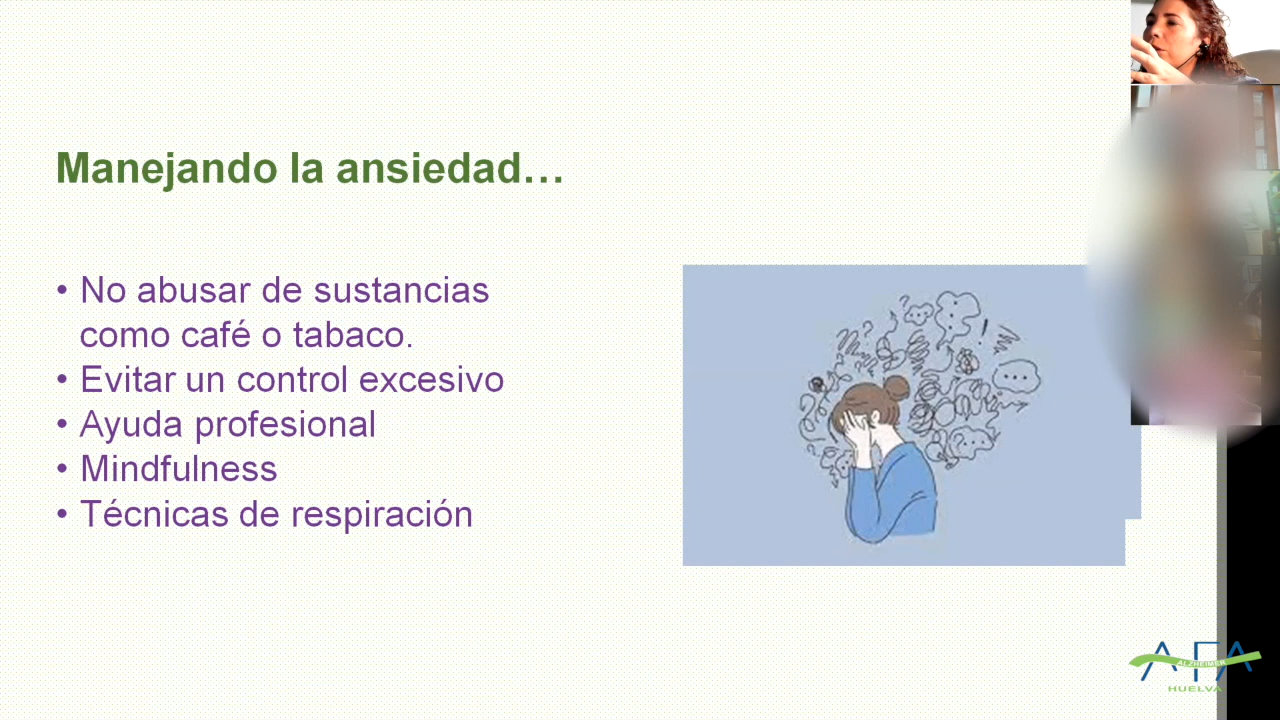 Manejando la ansiedad…
• No abusar de sustancias
como café o tabaco.
• Evitar un control excesivo
• Ayuda profesional
• Mindfulness
• Técnicas de respiración
AFA
ALZHEIMER
HUELVA